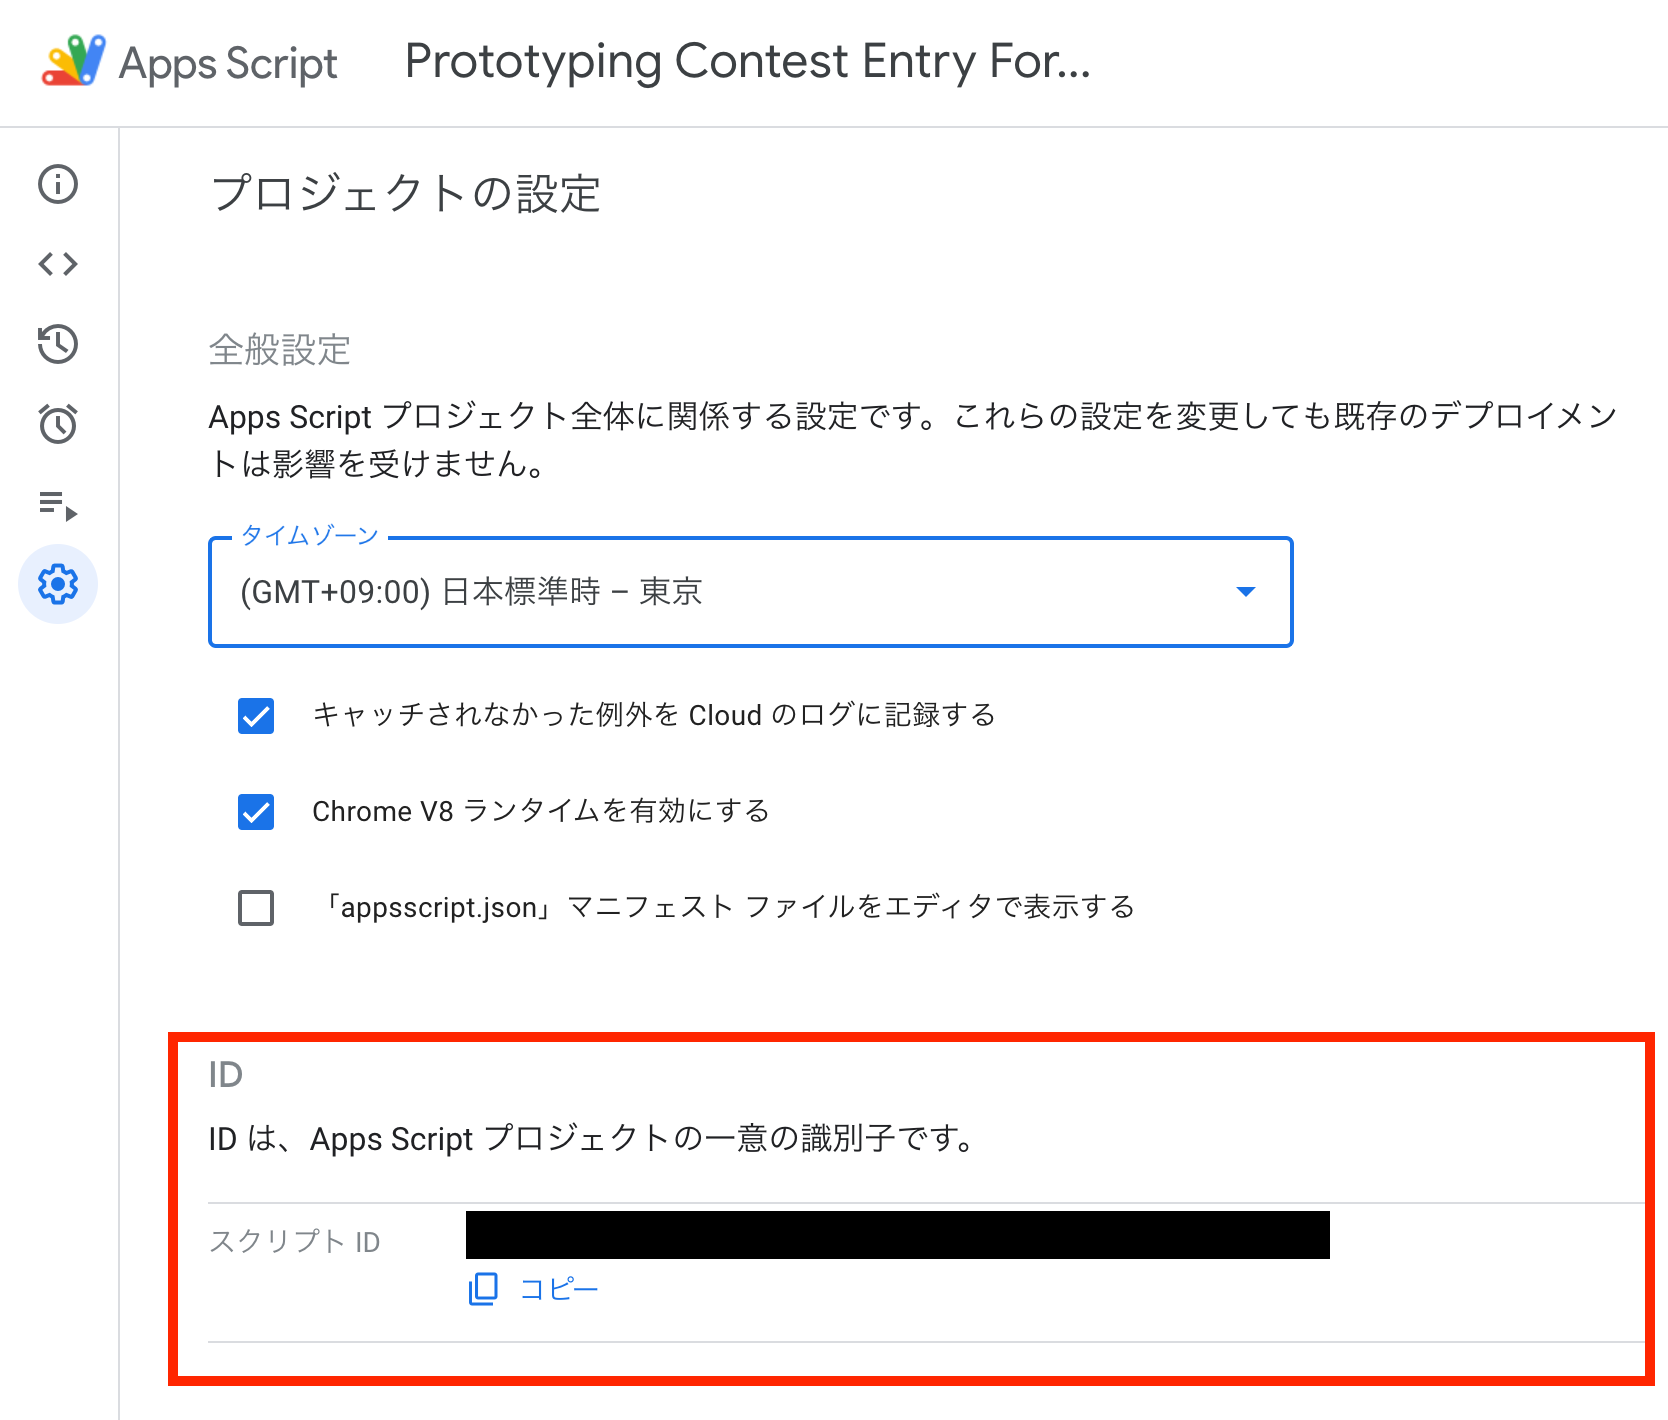 Apps Script
Prototyping Contest Entry For...
プロジェクトの設定
全般設定
Apps Script プロジェクト全体に関係する設定です。これらの設定を変更しても既存のデプロイメン
トは影響を受けません。
タイムゾーン
(GMT+09:00) 日本標準時 – 東京
キャッチされなかった例外を Cloud のログに記録する
Chrome V8 ランタイムを有効にする
「appsscript.json」マニフェスト ファイルをエディタで表示する
ID
ID は、Apps Script プロジェクトの一意の識別子です。
スクリプト ID
コピー